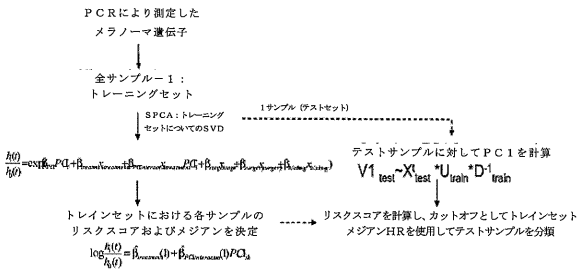 PCRにより測定した
メラノーマ遺伝子
全サンプルー1:
トレーニングセット
SPCA:トレーニング
セットについてのSVD
1サンプル(テストセット)
テストサンプルに対してPC1を計算
V1 test~X^t test *U train*D^-1 train
トレインセットにおける各サンプルの
リスクスコアおよびメジアンを決定
リスクスコアを計算し、カットオフとしてトレインセット
メジアンHRを使用してテストサンプルを分類